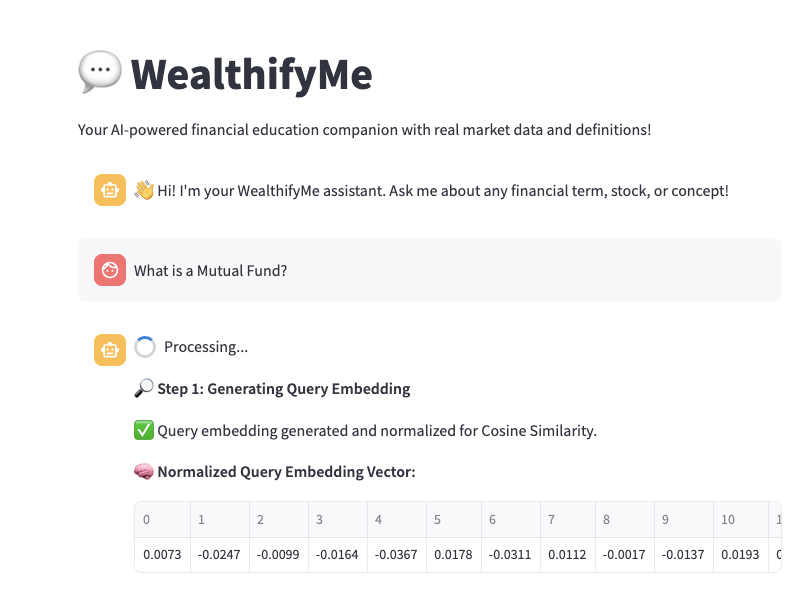 WealthifyMe
Your AI-powered financial education companion with real market data and definitions!
👋 Hi! I'm your WealthifyMe assistant. Ask me about any financial term, stock, or concept!
What is a Mutual Fund?
Processing...
🔎 Step 1: Generating Query Embedding
✅ Query embedding generated and normalized for Cosine Similarity.
🧠 Normalized Query Embedding Vector:
0 1 2 3 4 5 6 7 8 9 10
0.0073 -0.0247 -0.0099 -0.0164 -0.0367 0.0178 -0.0311 0.0112 -0.0017 -0.0137 0.0193